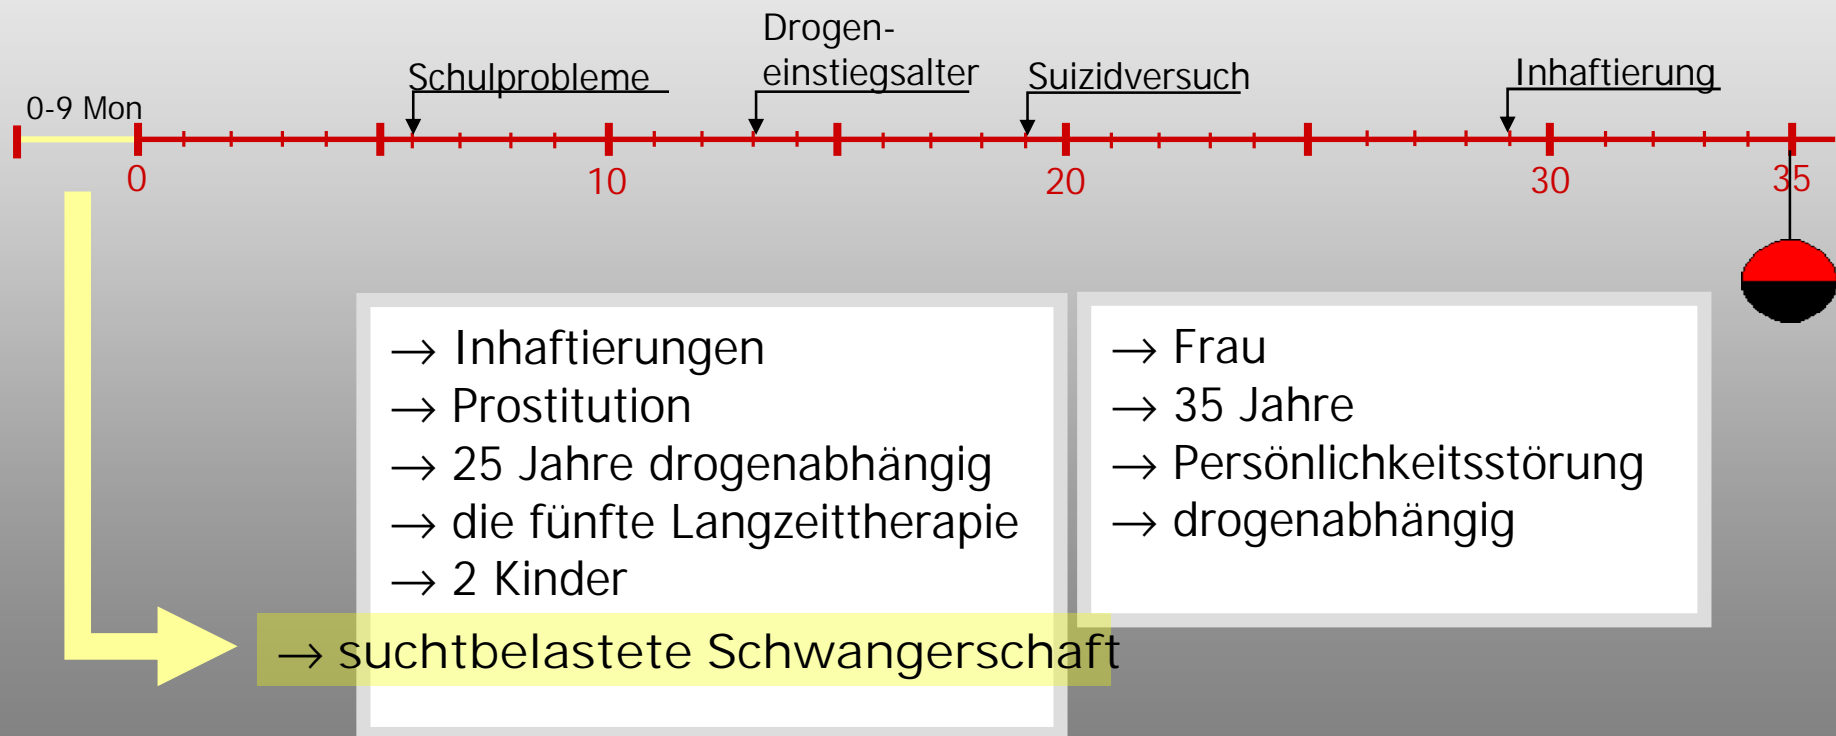 Drogen-
einstiegsalter
Schulprobleme
Suizidversuch
Inhaftierung
0-9 Mon
0
10
20
30
35
→ Inhaftierungen
→ Prostitution
→ 25 Jahre drogenabhängig
→ die fünfte Langzeittherapie
→ 2 Kinder
→ suchtbelastete Schwangerschaft
→ Frau
→ 35 Jahre
→ Persönlichkeitsstörung
→ drogenabhängig